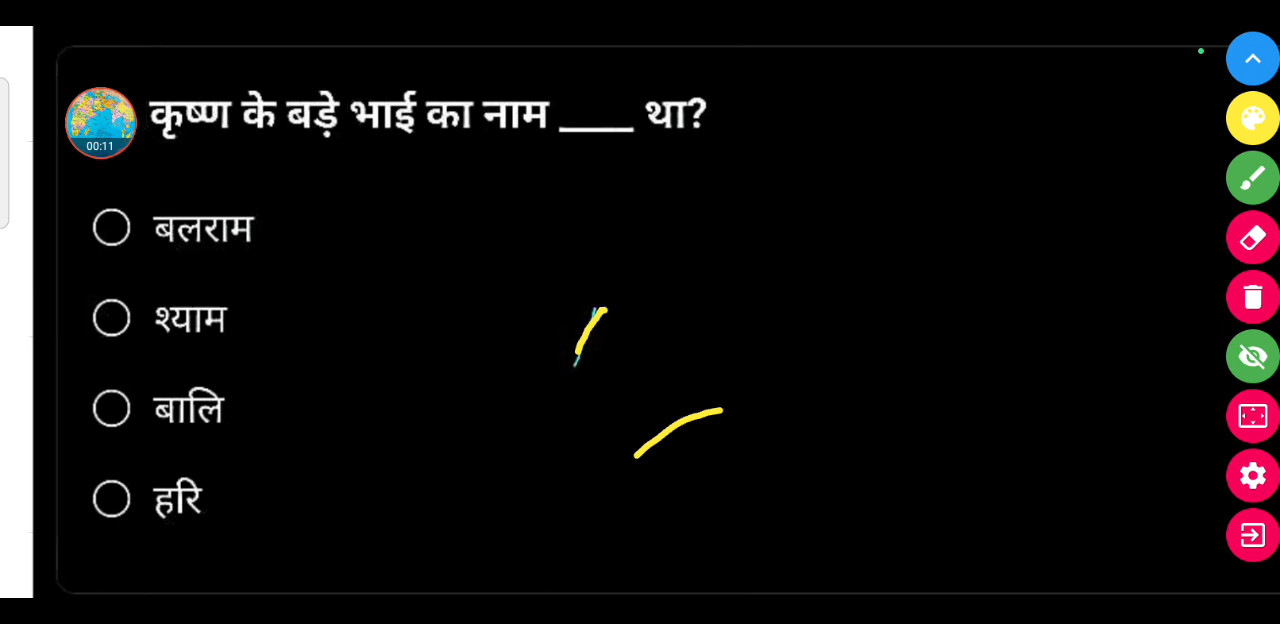 कृष्ण के बड़े भाई का नाम ____ था?
00:11
बलराम
श्याम
बालि
हरि